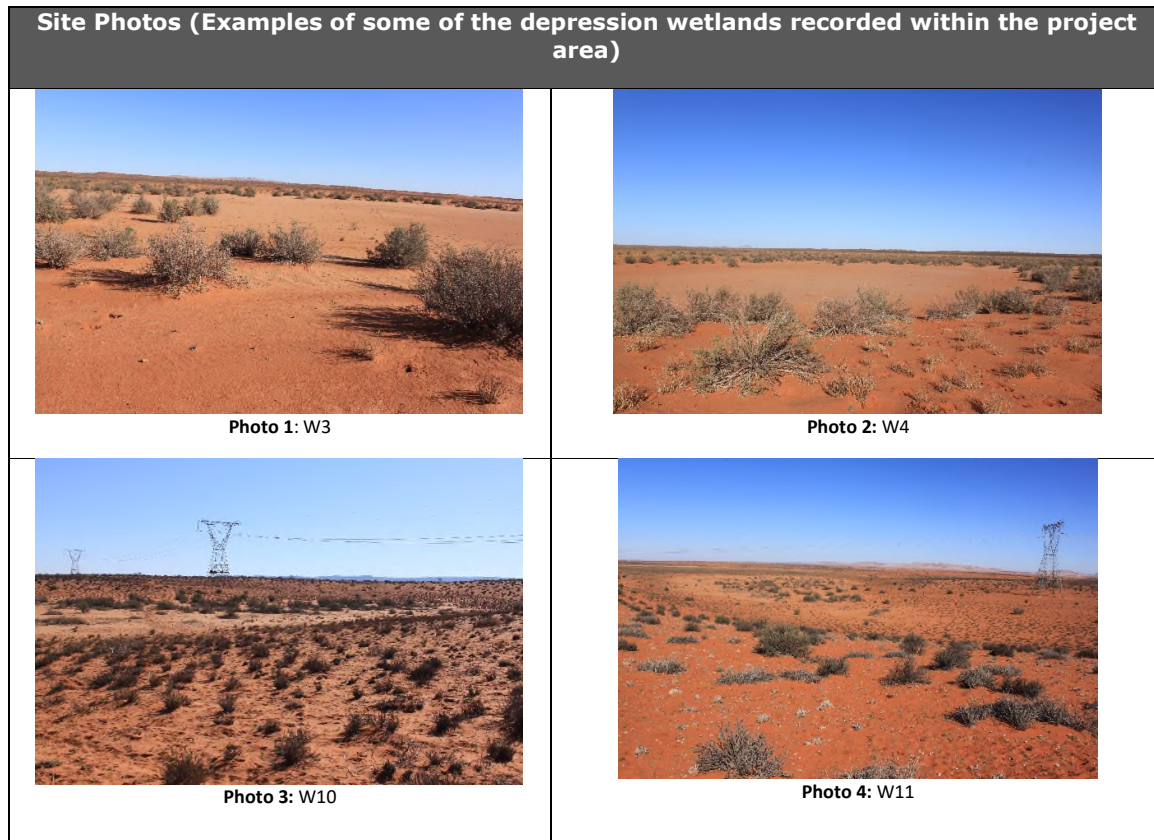 Site Photos (Examples of some of the depression wetlands recorded within the project
area)
Photo 1: W3
Photo 2: W4
Photo 3: W10
Photo 4: W11